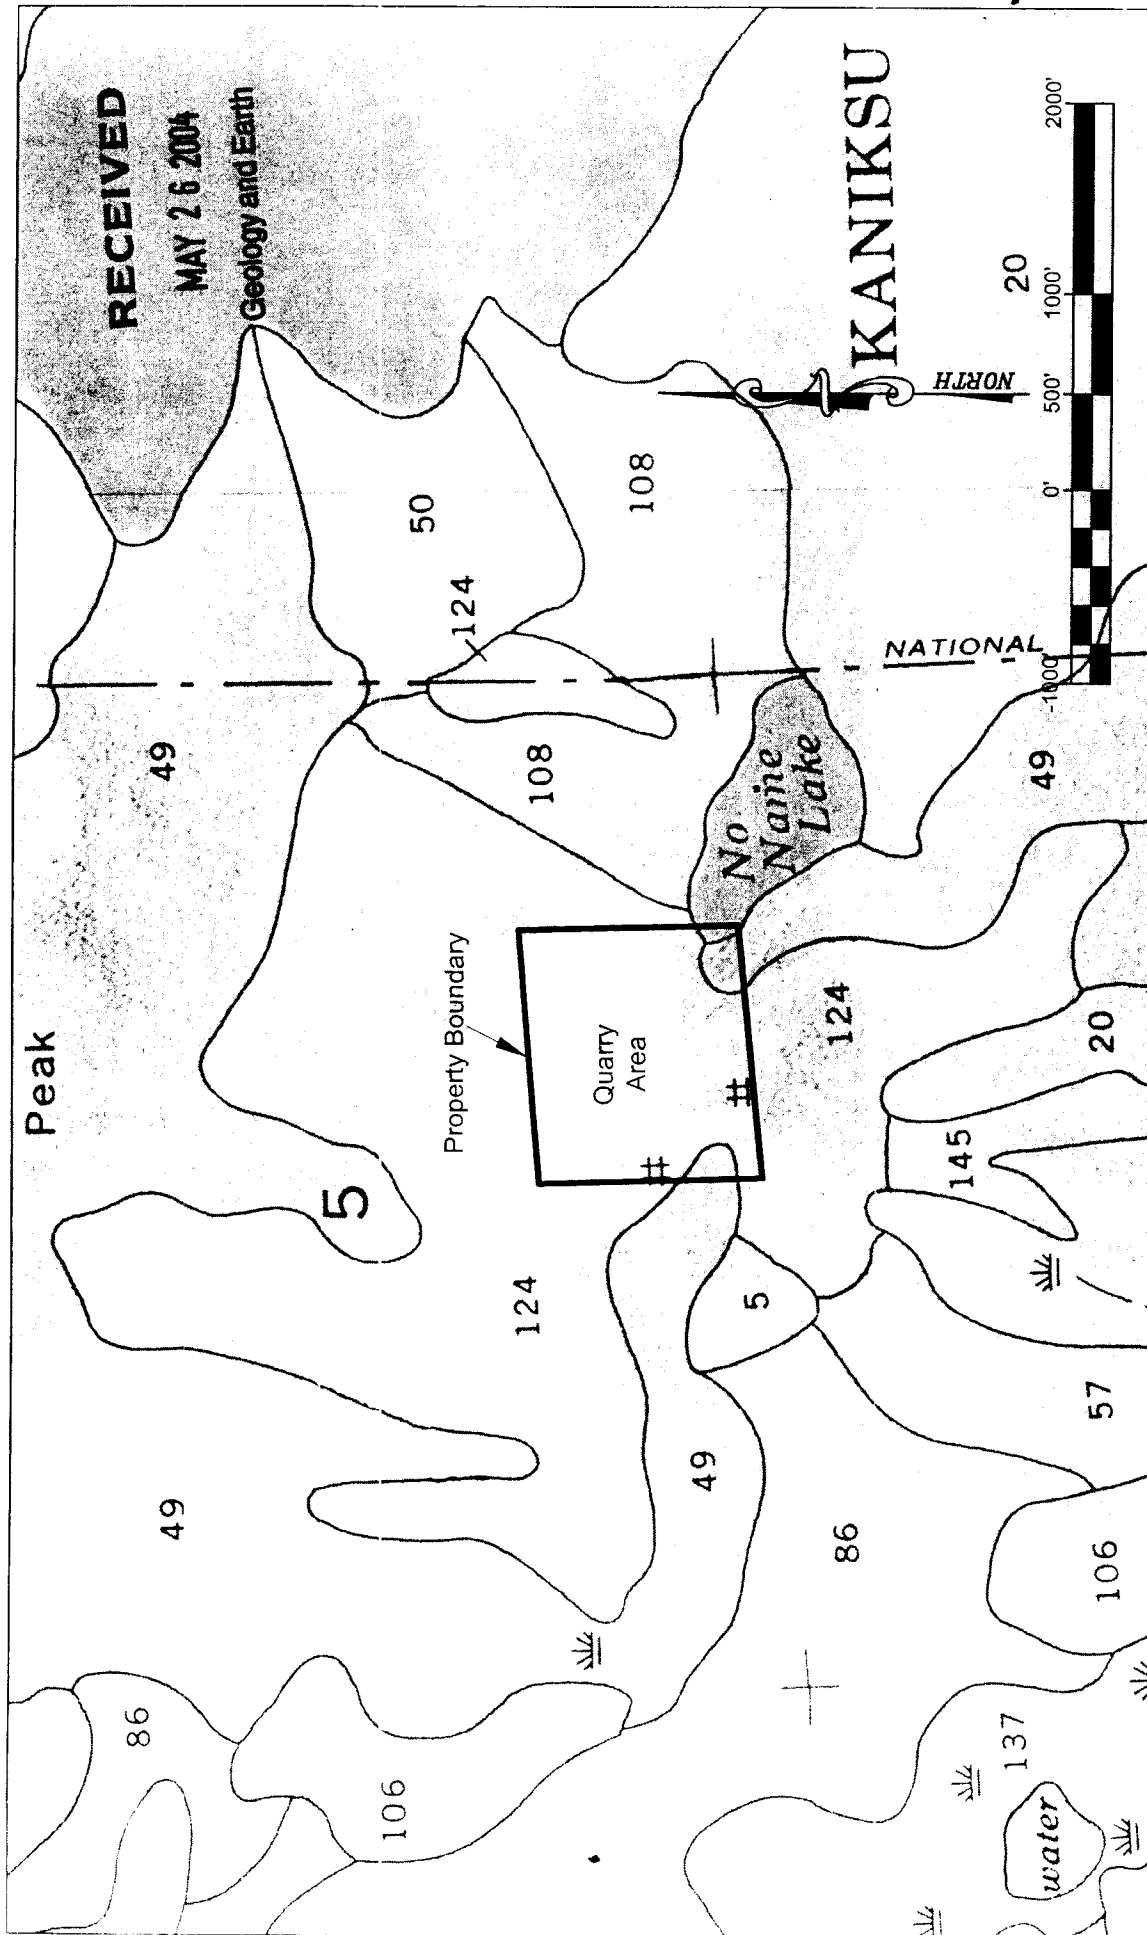 RECEIVED
MAY 26 2004
Geology and Earth
Peak
49
5
49
86
106
50
124
108
108
Property Boundary
Quarry
Area
124
No
Name
Lake
49
5
86
124
145
20
49
57
106
137
water
KANIKSU
NATIONAL
NORTH
20
-1000'
0'
500'
1000'
2000'